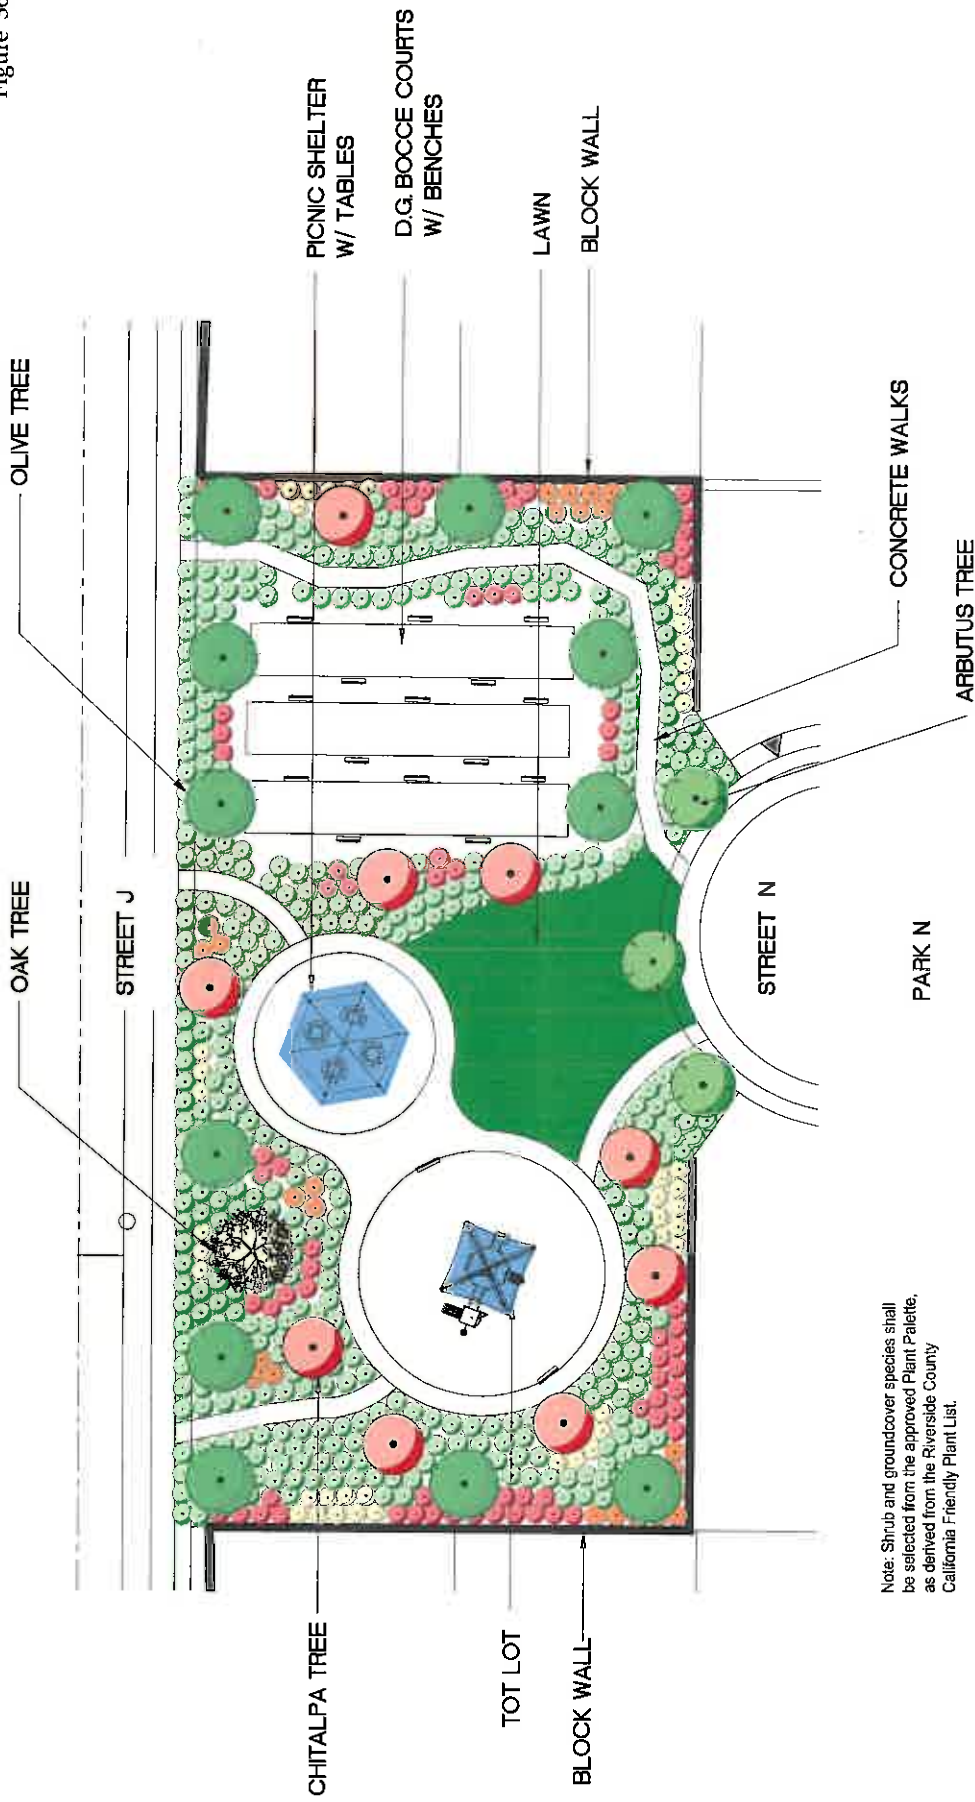 Figure
OLIVE TREE
OAK TREE
STREET J
PICNIC SHELTER
W/ TABLES
D.G. BOCCE COURTS
W/ BENCHES
LAWN
BLOCK WALL
CONCRETE WALKS
ARBUTUS TREE
STREET N
PARK N
CHITALPA TREE
TOT LOT
BLOCK WALL
Note: Shrub and groundcover species shall
be selected from the approved Plant Palette,
as derived from the Riverside County
California Friendly Plant List.